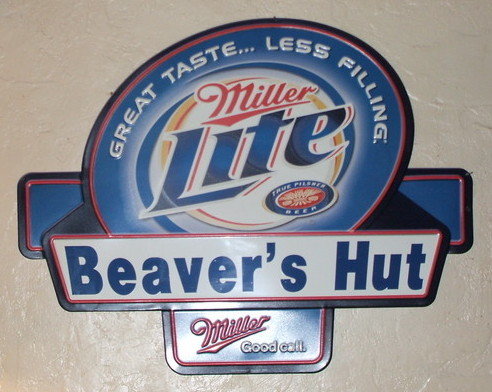 GREAT TASTE... LESS FILLING.
Miller
Lite
TRUE PILSNER
BEER
Beaver's Hut
Miller
Good call.